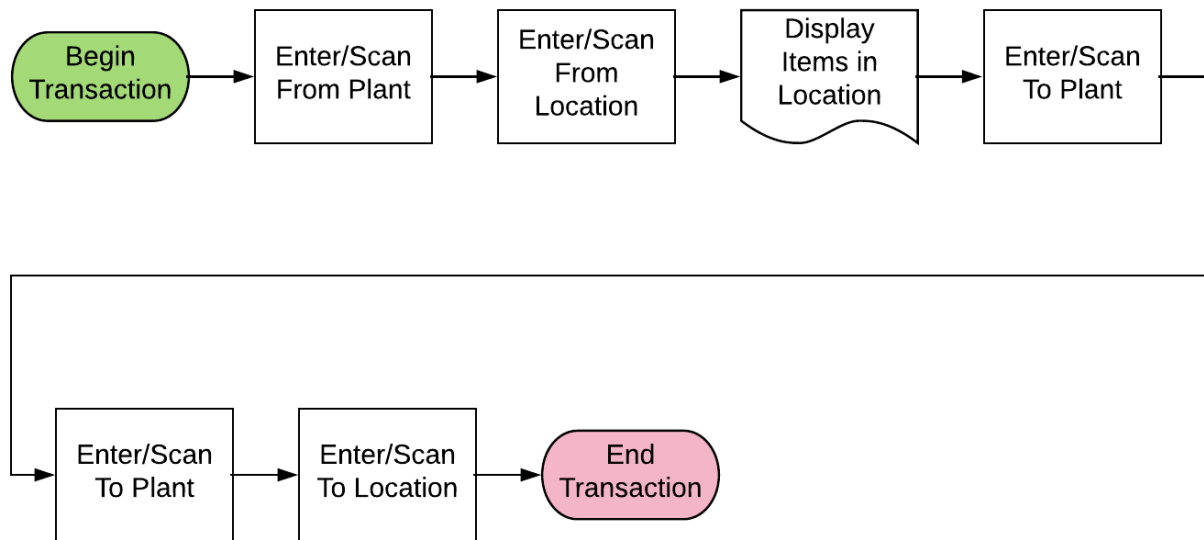 Begin
Transaction
Enter/Scan
From Plant
Enter/Scan
From
Location
Display
Items in
Location
Enter/Scan
To Plant
Enter/Scan
To Plant
Enter/Scan
To Location
End
Transaction